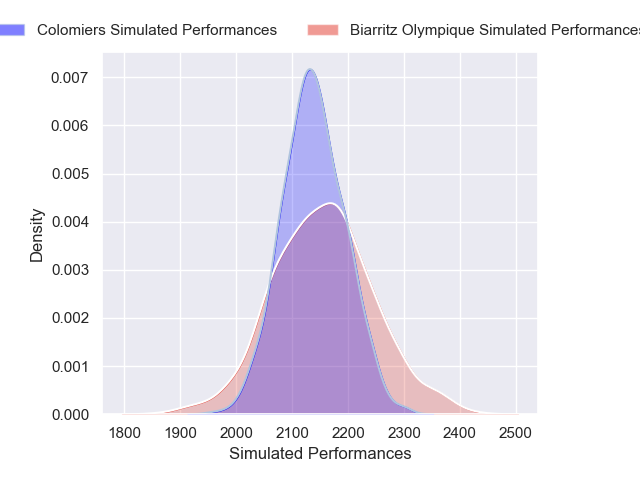 Colomiers Simulated Performances
Biarritz Olympique Simulated Performances
0.007
0.006
0.005
0.004
0.003
0.002
0.001
0.000
Density
1800 1900 2000 2100 2200 2300 2400 2500
Simulated Performances